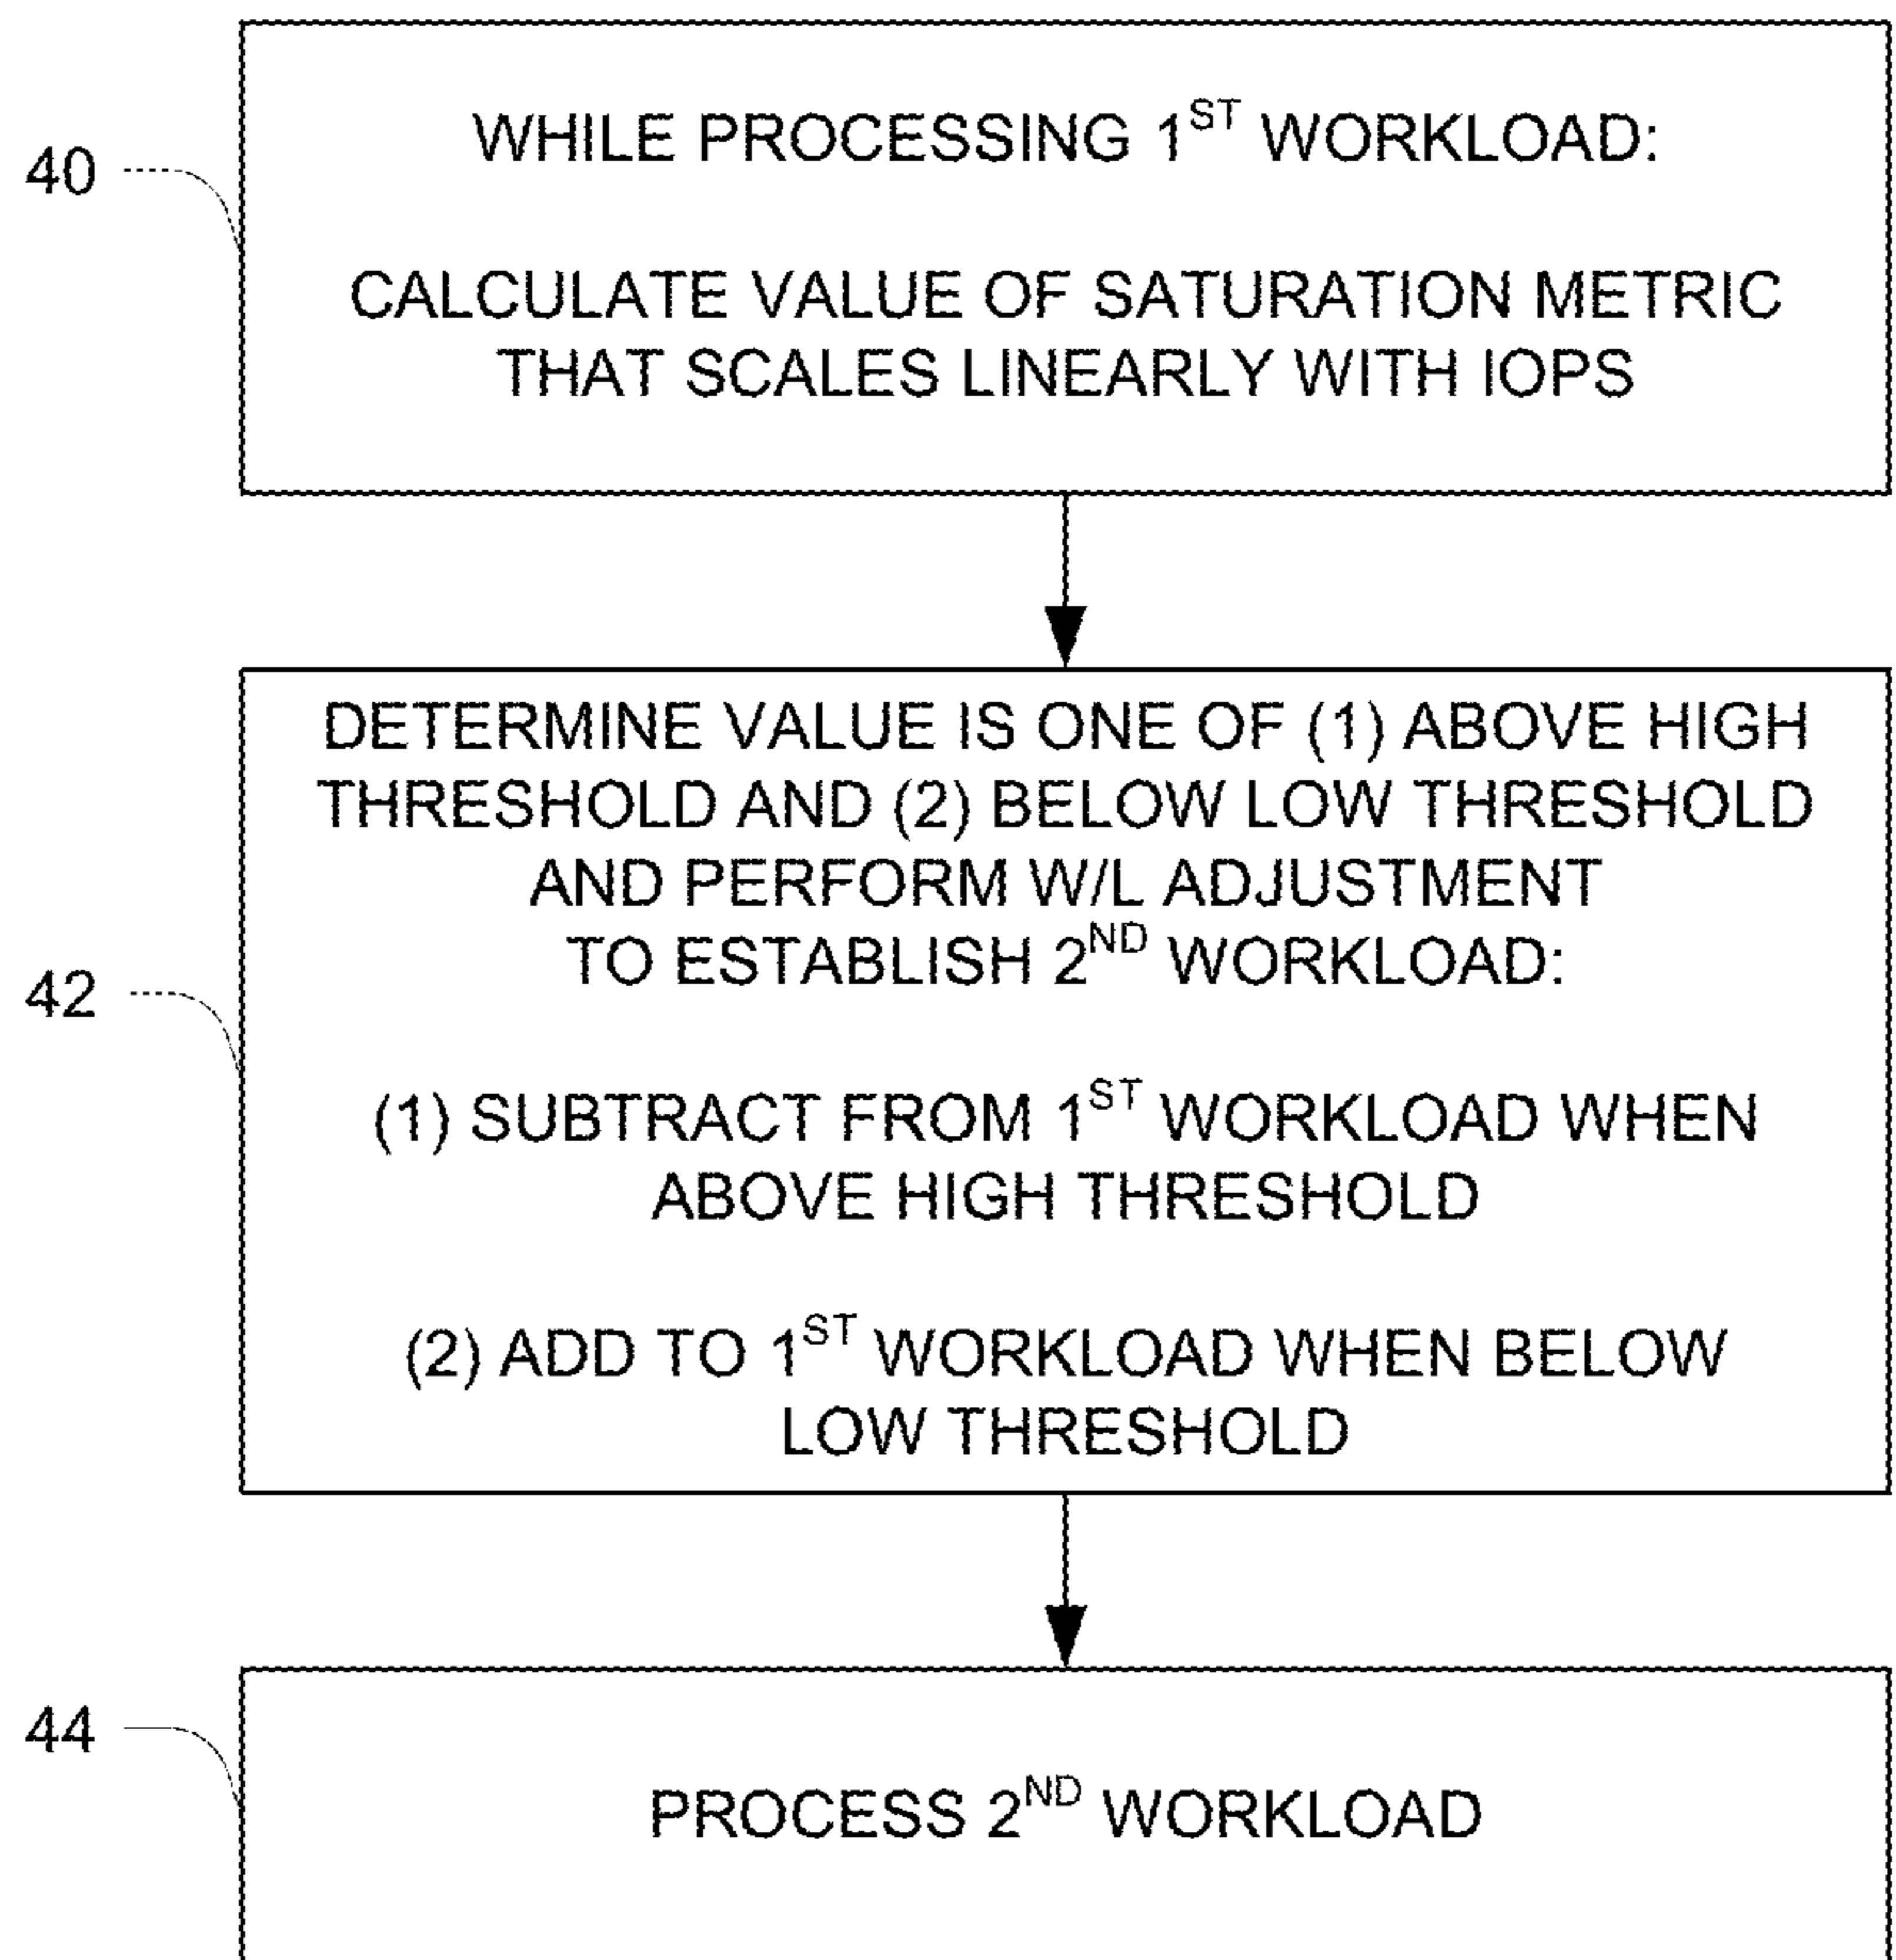 40
WHILE PROCESSING 1ST WORKLOAD:
CALCULATE VALUE OF SATURATION METRIC
THAT SCALES LINEARLY WITH IOPS
42
DETERMINE VALUE IS ONE OF (1) ABOVE HIGH
THRESHOLD AND (2) BELOW LOW THRESHOLD
AND PERFORM W/L ADJUSTMENT
TO ESTABLISH 2ND WORKLOAD:
(1) SUBTRACT FROM 1ST WORKLOAD WHEN
ABOVE HIGH THRESHOLD
(2) ADD TO 1ST WORKLOAD WHEN BELOW
LOW THRESHOLD
44
PROCESS 2ND WORKLOAD